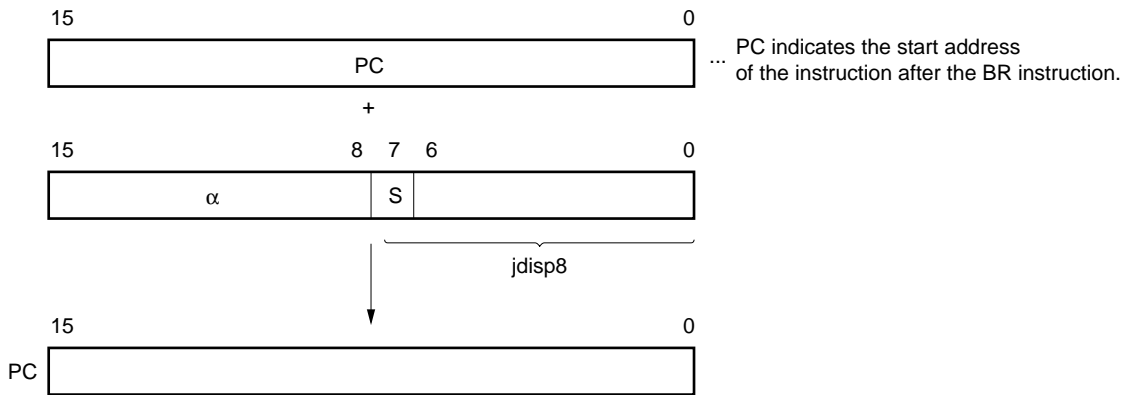 15 0
PC
... PC indicates the start address
of the instruction after the BR instruction.
+
15 8 7 6 0
α S
jdisp8
15 0
PC